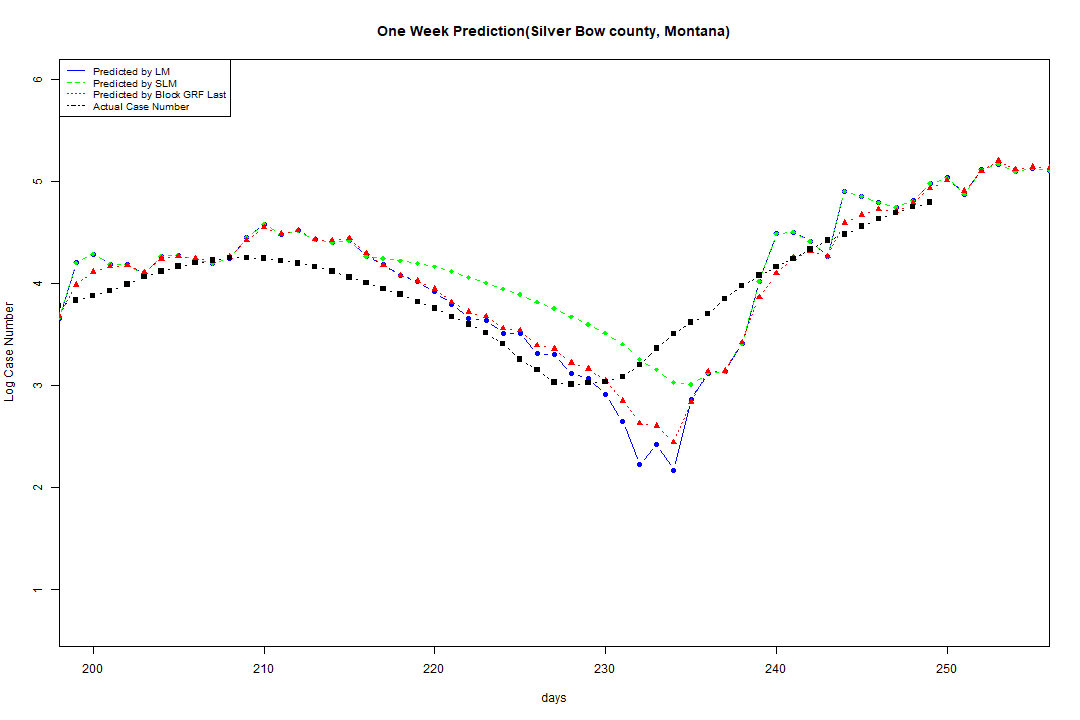 One Week Prediction(Silver Bow county, Montana)
Predicted by LM
Predicted by SLM
Predicted by Block GRF Last
Actual Case Number
6
5
4
3
2
1
Log Case Number
200 210 220 230 240 250
days